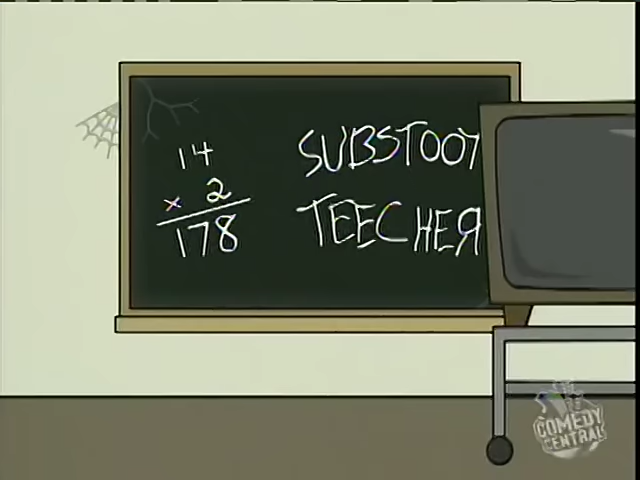 14
x 2
178
SUBSTOOT
TEECHER
COMEDY
CENTRAL